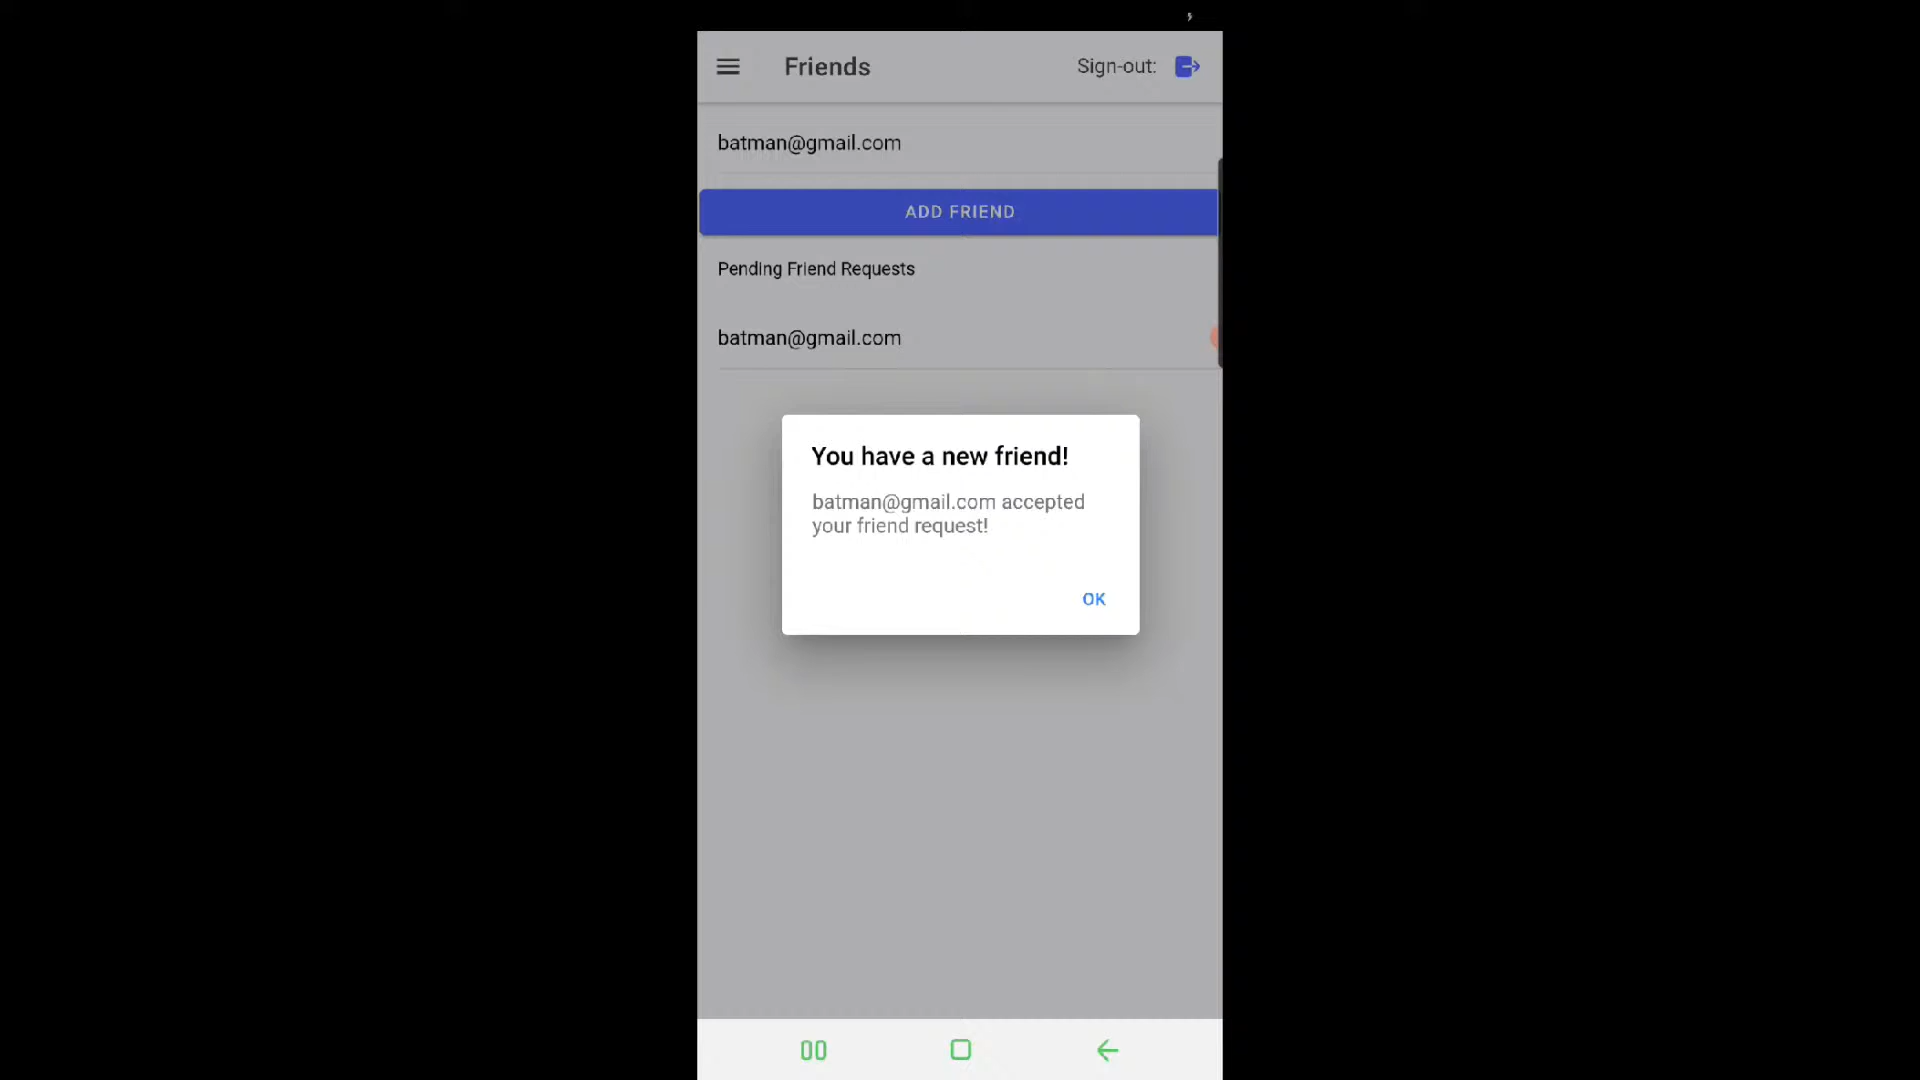 Friends
Sign-out:
batman@gmail.com
ADD FRIEND
Pending Friend Requests
batman@gmail.com
You have a new friend!
batman@gmail.com accepted
your friend request!
OK